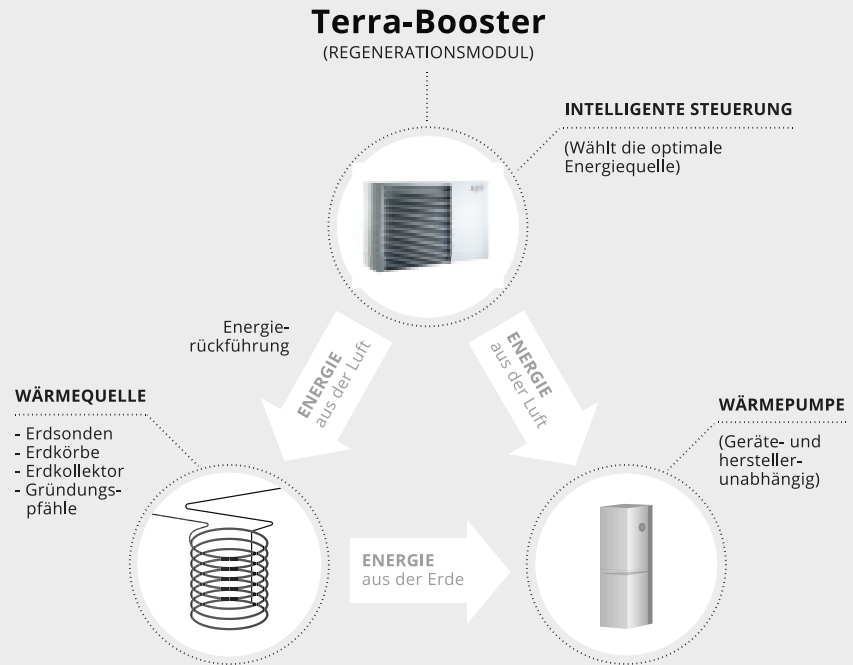 Terra-Booster
(REGENERATIONSMODUL)
INTELLIGENTE STEUERUNG
(Wählt die optimale
Energiequelle)
Energie-
rückführung
ENERGIE
aus der Luft
ENERGIE
aus der Luft
WÄRMEQUELLE
- Erdsonden
- Erdkörbe
- Erdkollektor
- Gründungs-
pfähle
WÄRMEPUMPE
(Geräte- und
hersteller-
unabhängig)
ENERGIE
aus der Erde